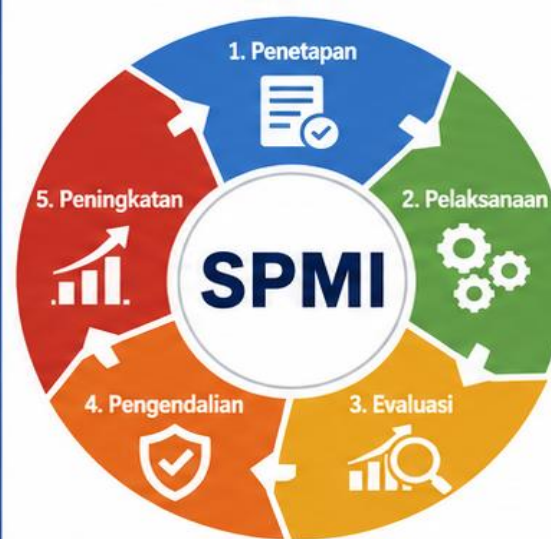 1. Penetapan
2. Pelaksanaan
3. Evaluasi
4. Pengendalian
5. Peningkatan
SPMI